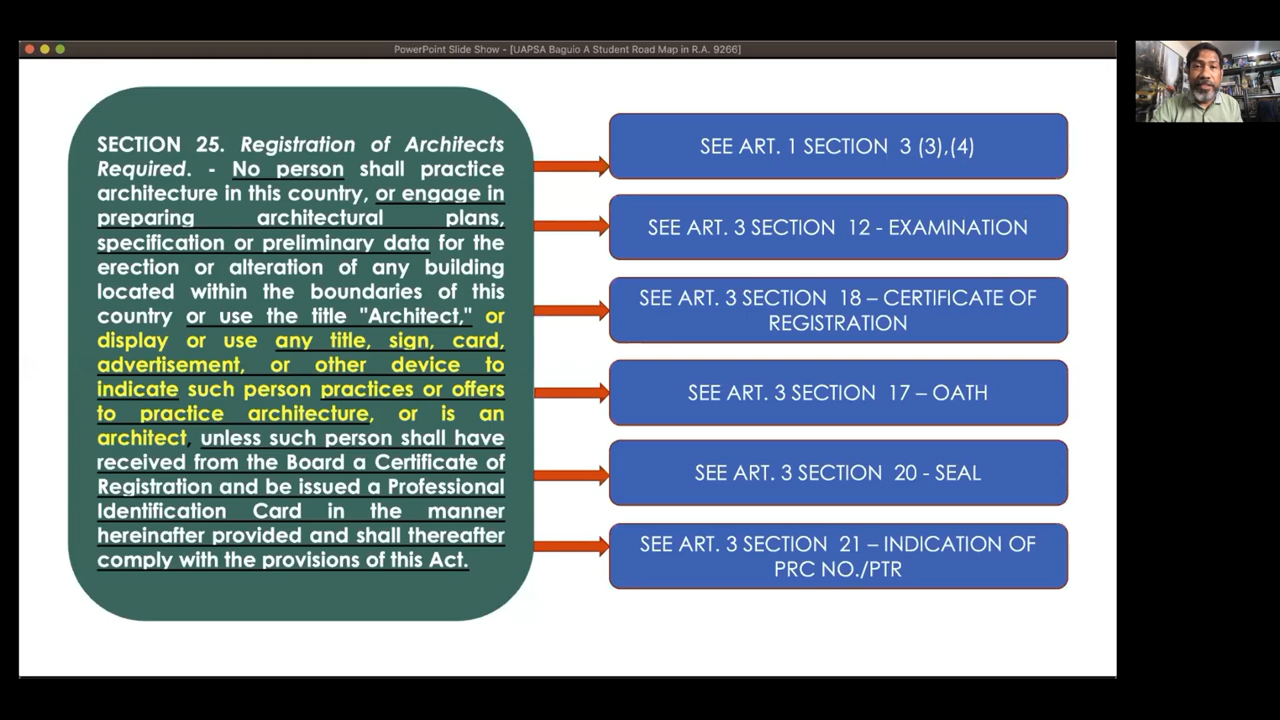 PowerPoint Slide Show - [UAPSA Baguio A Student Road Map in R.A. 9266]
SECTION 25. Registration of Architects
Required. - No person shall practice
architecture in this country, or engage in
preparing architectural plans,
specification or preliminary data for the
erection or alteration of any building
located within the boundaries of this
country or use the title "Architect," or
display or use any title, sign, card,
advertisement, or other device to
indicate such person practices or offers
to practice architecture, or is an
architect, unless such person shall have
received from the Board a Certificate of
Registration and be issued a Professional
Identification Card in the manner
hereinafter provided and shall thereafter
comply with the provisions of this Act.
SEE ART. 1 SECTION 3 (3),(4)
SEE ART. 3 SECTION 12 - EXAMINATION
SEE ART. 3 SECTION 18 – CERTIFICATE OF
REGISTRATION
SEE ART. 3 SECTION 17 – OATH
SEE ART. 3 SECTION 20 - SEAL
SEE ART. 3 SECTION 21 – INDICATION OF
PRC NO./PTR